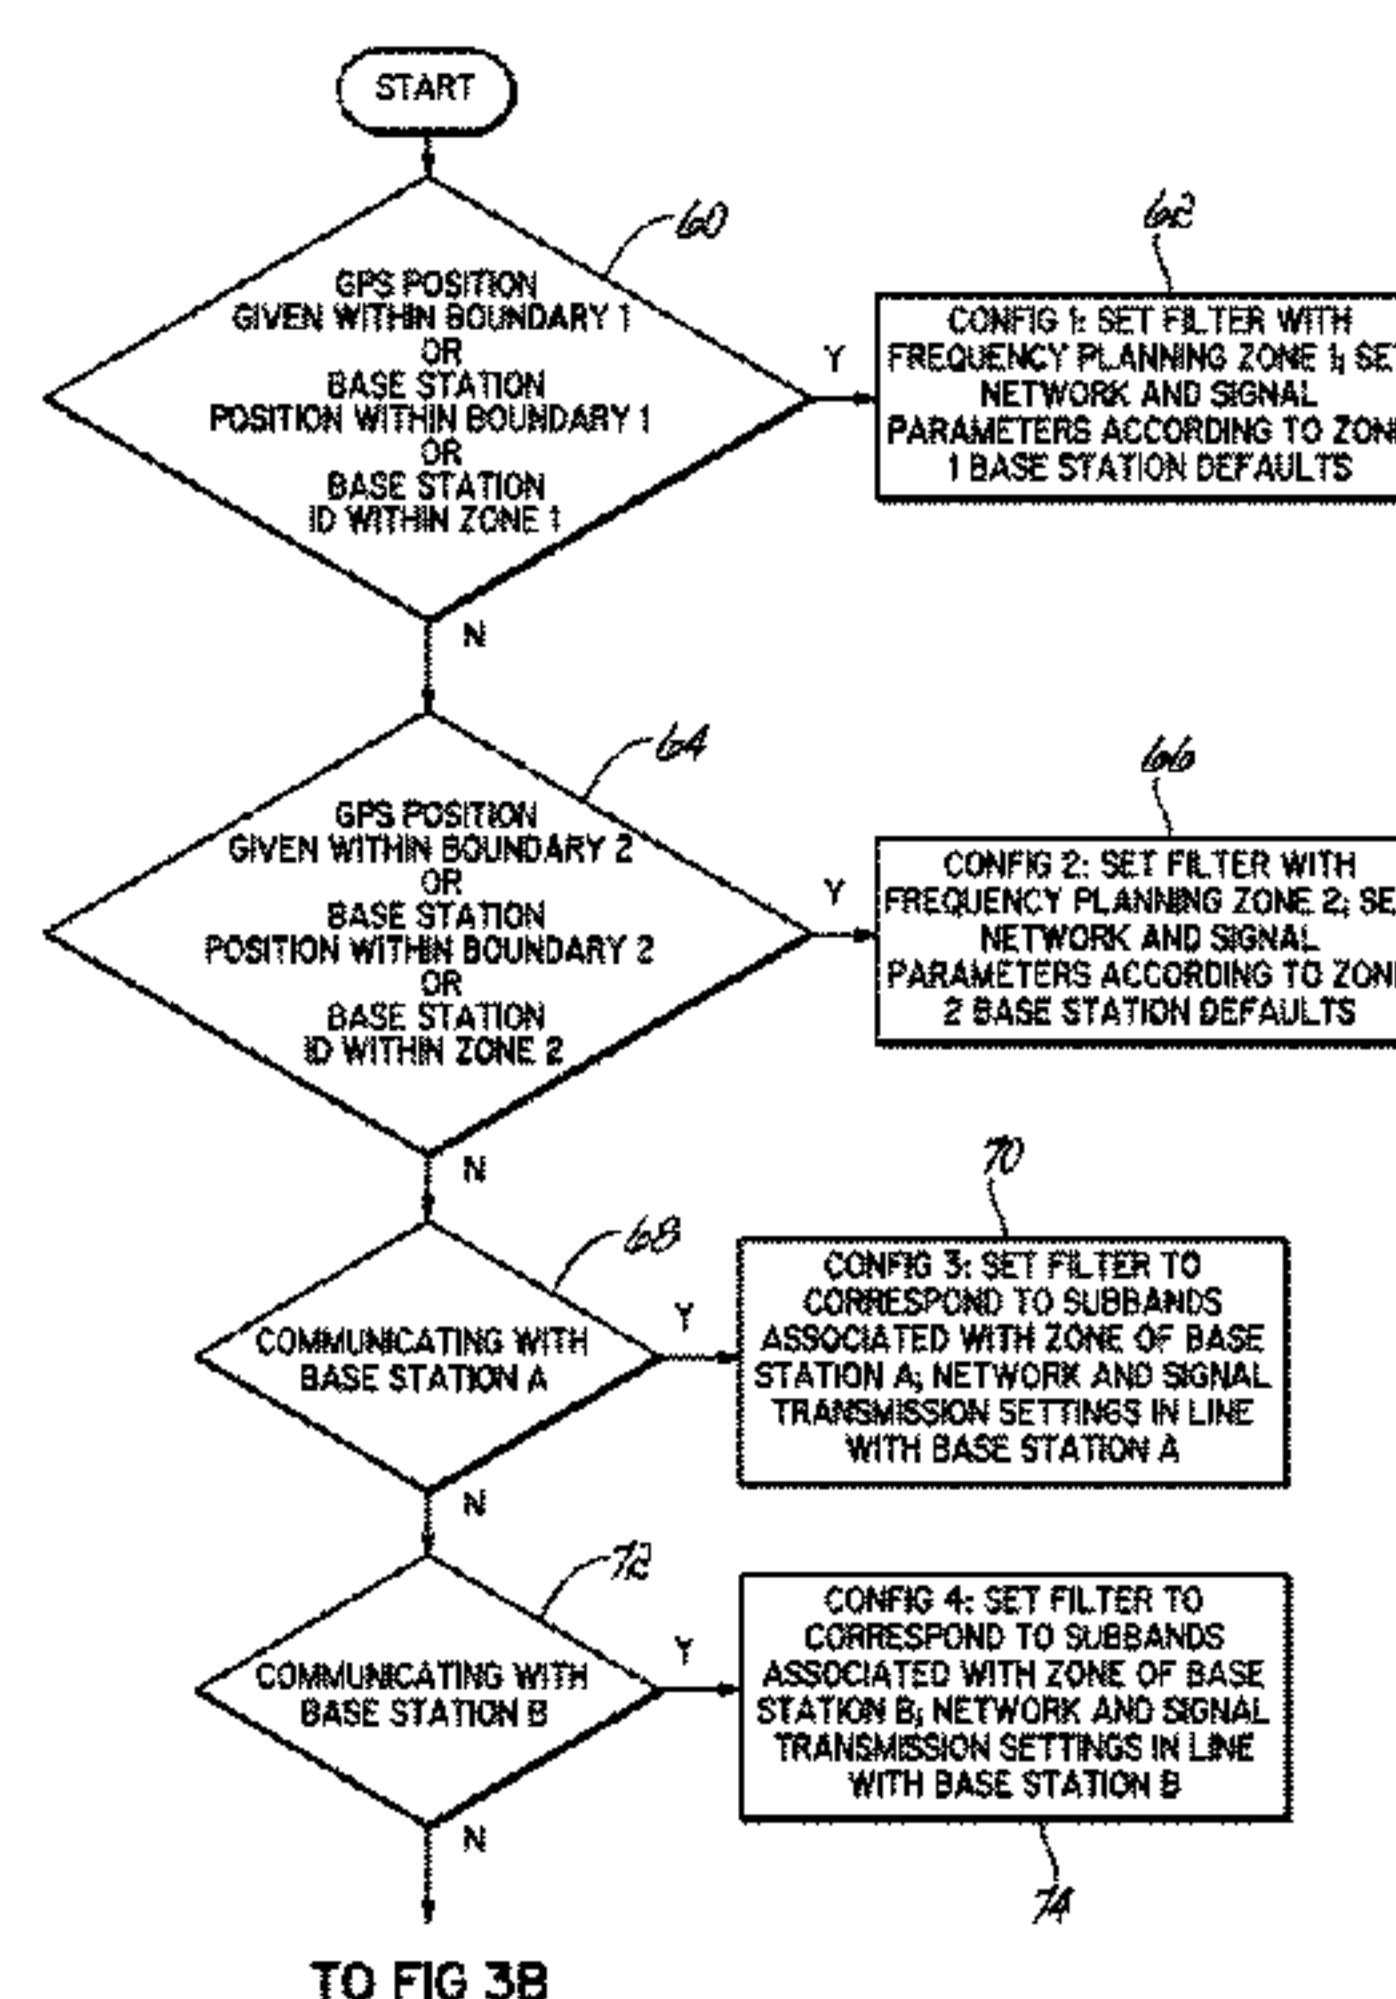 START
60
GPS POSITION
GIVEN WITHIN BOUNDARY 1
OR
BASE STATION
POSITION WITHIN BOUNDARY 1
OR
BASE STATION
ID WITHIN ZONE 1
Y
62
CONFIG 1: SET FILTER WITH
FREQUENCY PLANNING ZONE 1; SET
NETWORK AND SIGNAL
PARAMETERS ACCORDING TO ZONE
1 BASE STATION DEFAULTS
N
64
GPS POSITION
GIVEN WITHIN BOUNDARY 2
OR
BASE STATION
POSITION WITHIN BOUNDARY 2
OR
BASE STATION
ID WITHIN ZONE 2
Y
66
CONFIG 2: SET FILTER WITH
FREQUENCY PLANNING ZONE 2; SE
NETWORK AND SIGNAL
PARAMETERS ACCORDING TO ZONE
2 BASE STATION DEFAULTS
N
68
COMMUNICATING WITH
BASE STATION A
Y
70
CONFIG 3: SET FILTER TO
CORRESPOND TO SUBBANDS
ASSOCIATED WITH ZONE OF BASE
STATION A; NETWORK AND SIGNAL
TRANSMISSION SETTINGS IN LINE
WITH BASE STATION A
N
72
COMMUNICATING WITH
BASE STATION B
Y
CONFIG 4: SET FILTER TO
CORRESPOND TO SUBBANDS
ASSOCIATED WITH ZONE OF BASE
STATION B; NETWORK AND SIGNAL
TRANSMISSION SETTINGS IN LINE
WITH BASE STATION B
74
N
TO FIG 3B